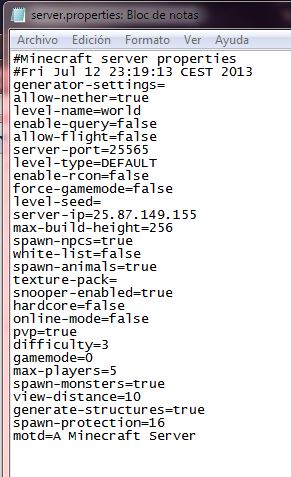 server.properties: Bloc de notas
Archivo Edición Formato Ver Ayuda
#Minecraft server properties
#Fri Jul 12 23:19:13 CEST 2013
generator-settings=
allow-nether=true
level-name=world
enable-query=false
allow-flight=false
server-port=25565
level-type=DEFAULT
enable-rcon=false
force-gamemode=false
level-seed=
server-ip=25.87.149.155
max-build-height=256
spawn-npcs=true
white-list=false
spawn-animals=true
texture-pack=
snooper-enabled=true
hardcore=false
online-mode=false
pvp=true
difficulty=3
gamemode=0
max-players=5
spawn-monsters=true
view-distance=10
generate-structures=true
spawn-protection=16
motd=A Minecraft Server